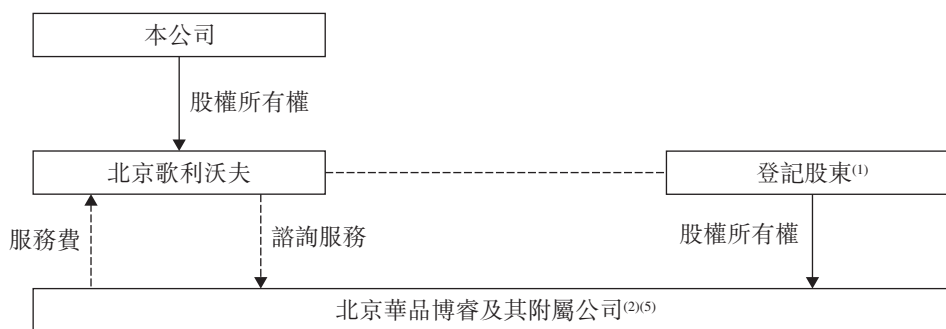 本公司
股權所有權
北京歌利沃夫
登記股東(1)
服務費
諮詢服務
股權所有權
北京華品博睿及其附屬公司(2)(5)